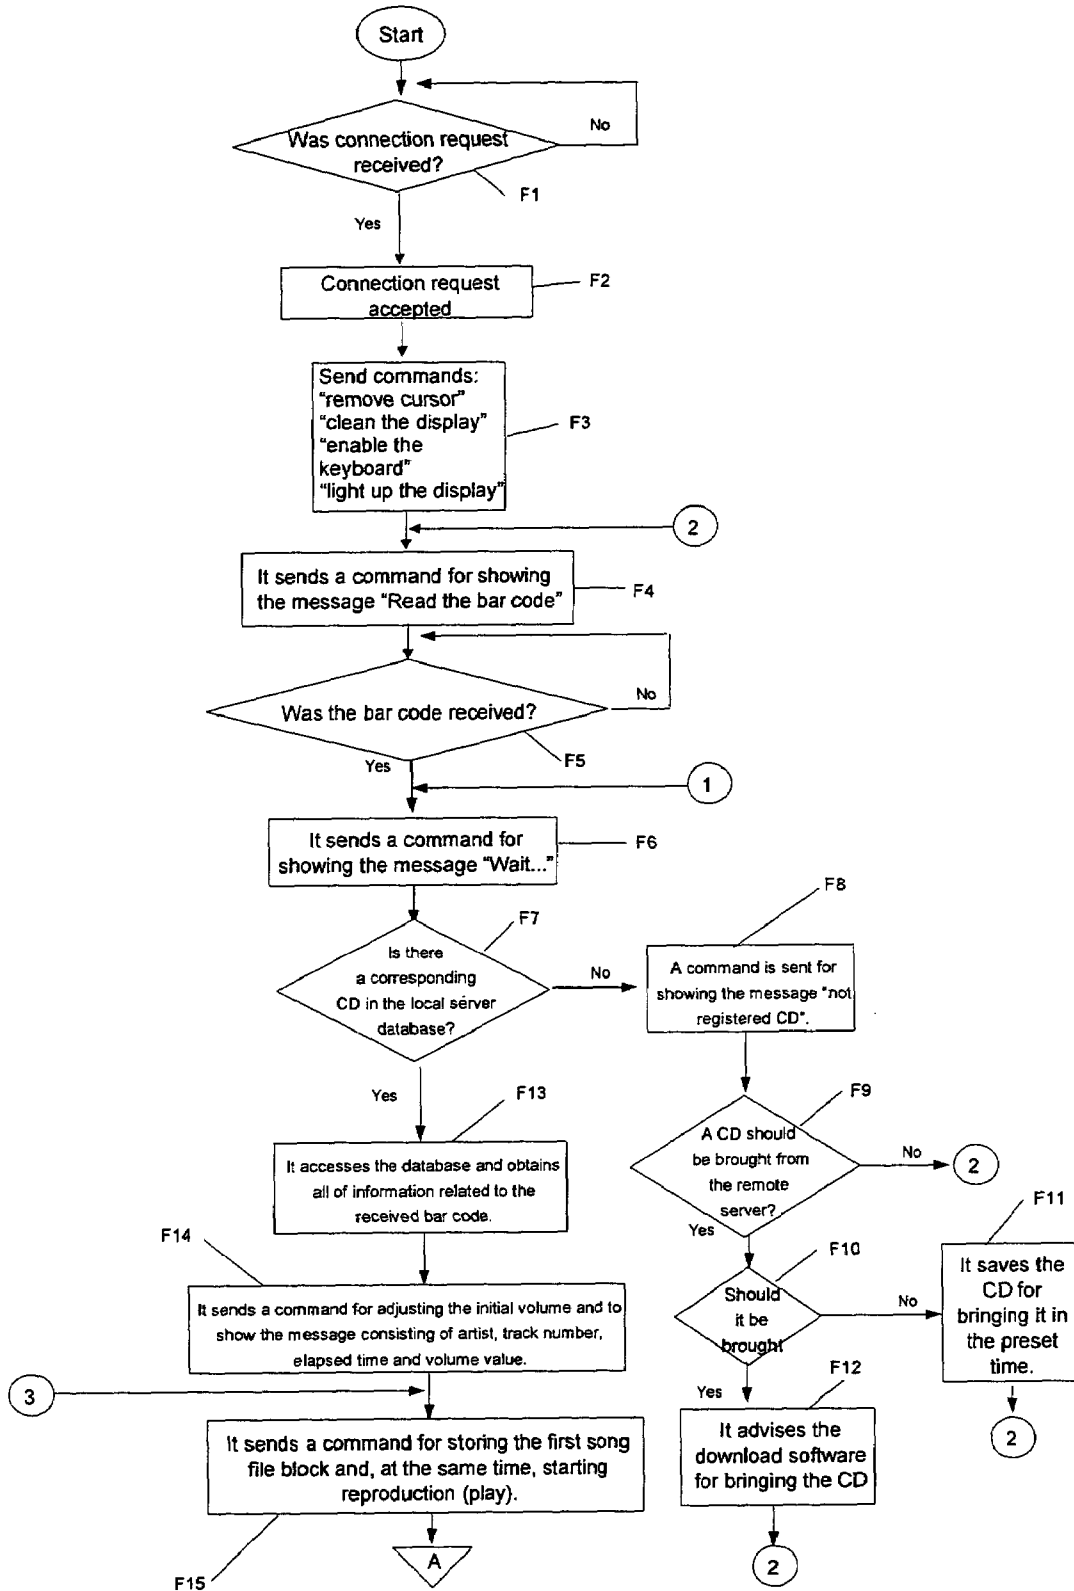 Start
No
Was connection request
received?
F1
Yes
Connection request
accepted
F2
Send commands:
“remove cursor”
“clean the display”
“enable the
keyboard”
“light up the display”
F3
2
It sends a command for showing
the message “Read the bar code”
F4
No
Was the bar code received?
F5
Yes
1
It sends a command for
showing the message “Wait...”
F6
F7
Is there
a corresponding
CD in the local server
database?
No
F8
A command is sent for
showing the message “not
registered CD”.
Yes
F13
F9
A CD should
be brought from
the remote
server?
No
2
Yes
It accesses the database and obtains
all of information related to the
received bar code.
F14
F10
Should
it be
brought
No
F11
It saves the
CD for
bringing it in
the preset
time.
2
It sends a command for adjusting the initial volume and to
show the message consisting of artist, track number,
elapsed time and volume value.
3
Yes
F12
It advises the
download software
for bringing the CD
2
It sends a command for storing the first song
file block and, at the same time, starting
reproduction (play).
F15
A